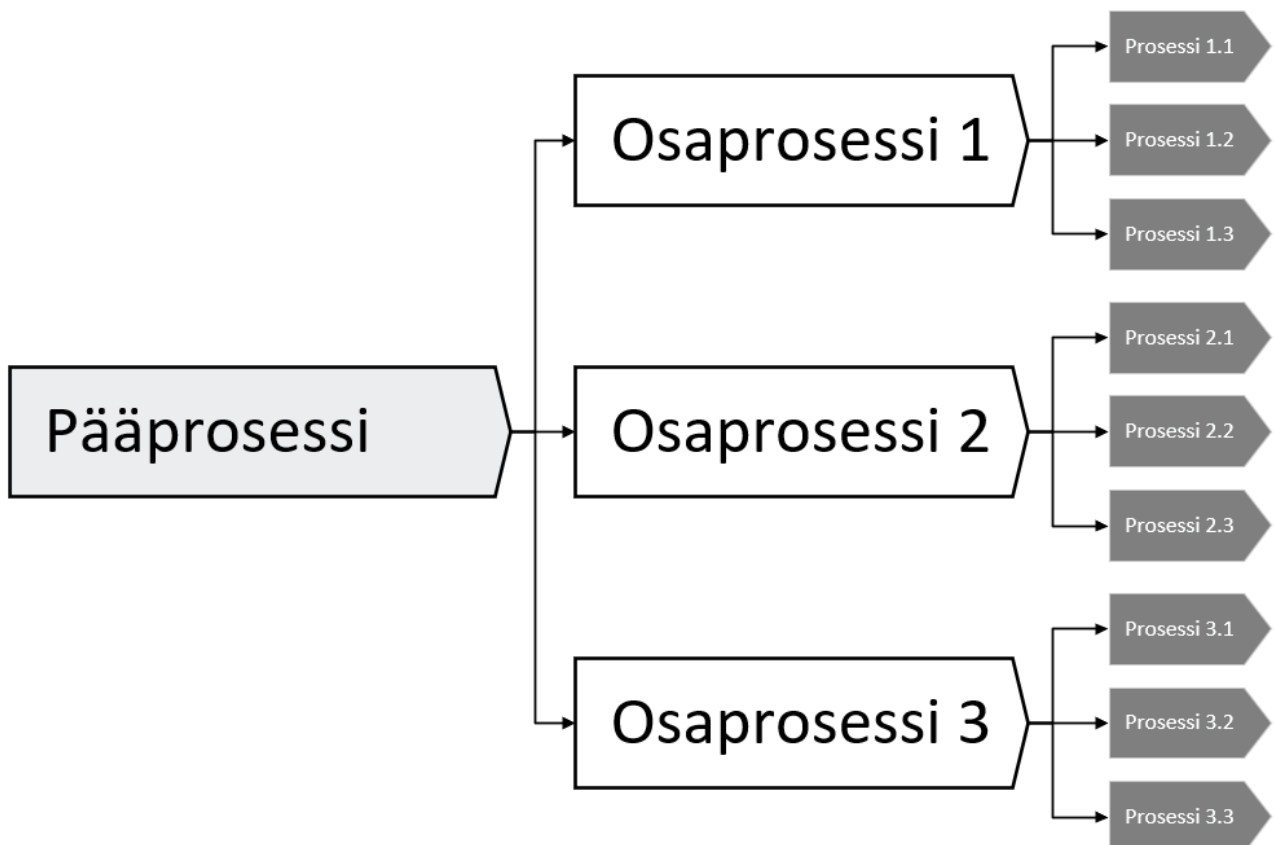 Pääprosessi
Osaprosessi 1
Prosessi 1.1
Prosessi 1.2
Prosessi 1.3
Osaprosessi 2
Prosessi 2.1
Prosessi 2.2
Prosessi 2.3
Osaprosessi 3
Prosessi 3.1
Prosessi 3.2
Prosessi 3.3